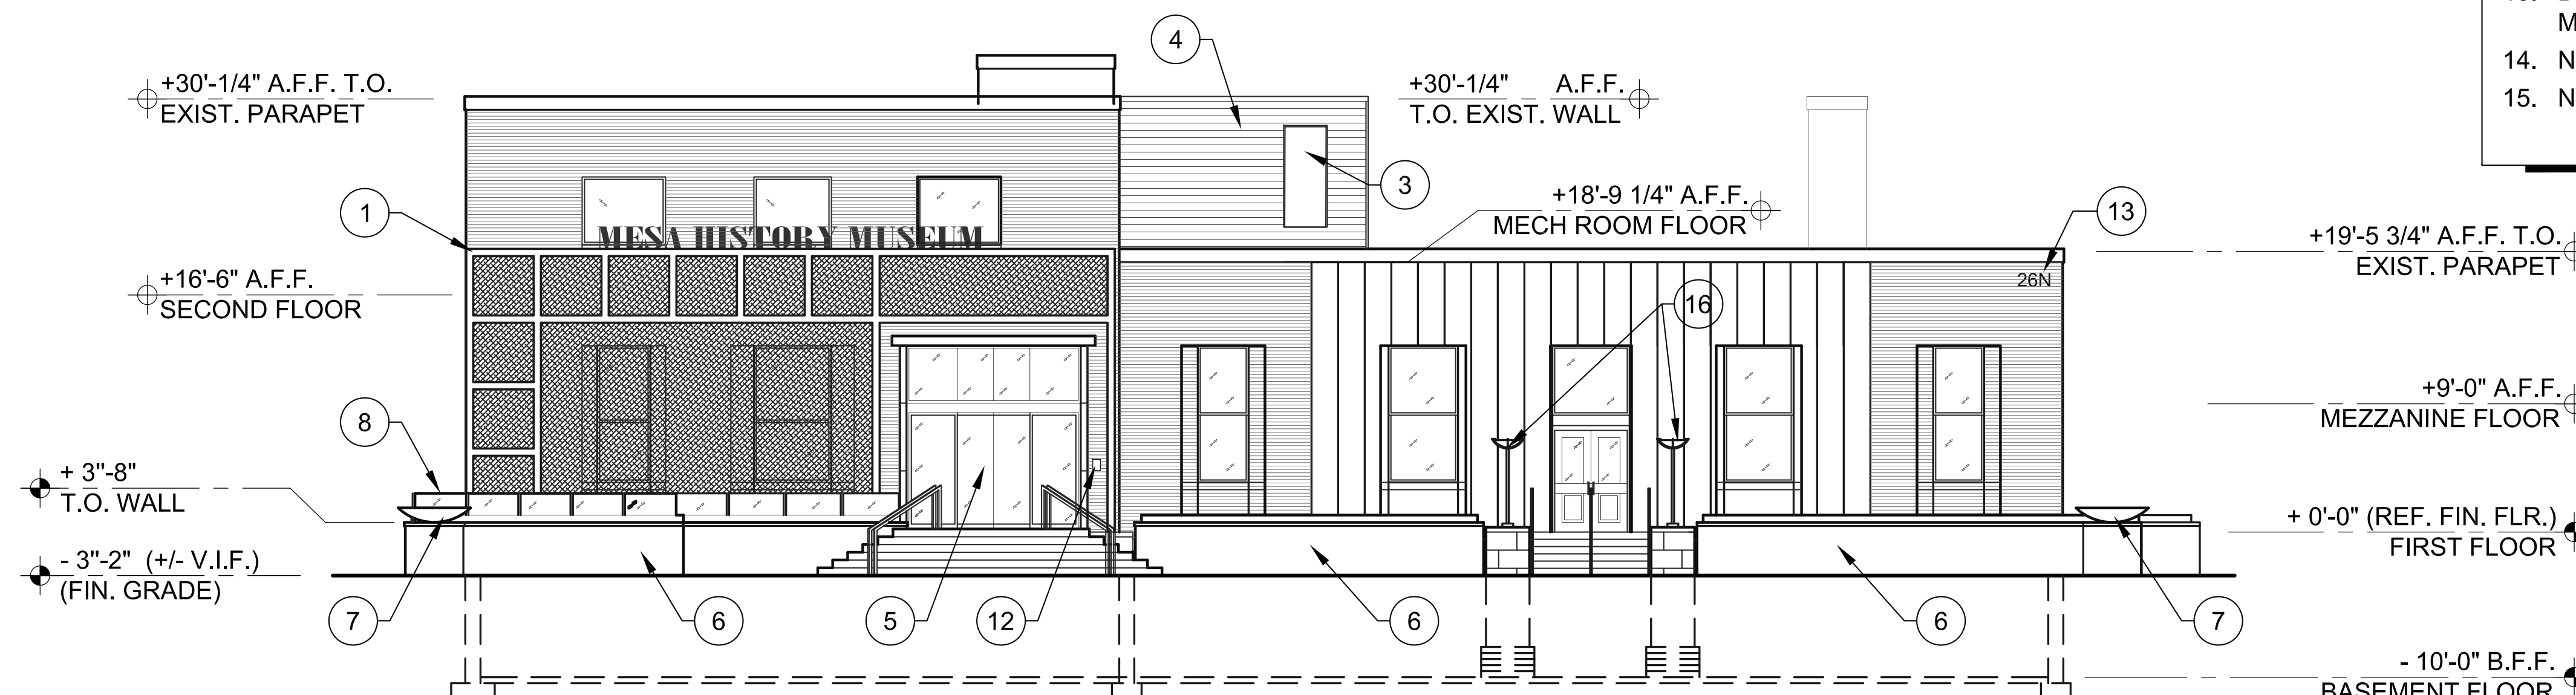 M
14. N
15. N
4
+30'-1/4" A.F.F. T.O.
EXIST. PARAPET
+30'-1/4" A.F.F.
T.O. EXIST. WALL
3
+18'-9 1/4" A.F.F.
MECH ROOM FLOOR
13
1
MESA HISTORY MUSEUM
+19'-5 3/4" A.F.F. T.O.
EXIST. PARAPET
26N
+16'-6" A.F.F.
SECOND FLOOR
16
+9'-0" A.F.F.
MEZZANINE FLOOR
8
+ 3"-8"
T.O. WALL
+ 0'-0" (REF. FIN. FLR.)
FIRST FLOOR
- 3"-2" (+/- V.I.F.)
(FIN. GRADE)
7
6
5
12
6
6
7
- 10'-0" B.F.F.
BASEMENT FLOOR